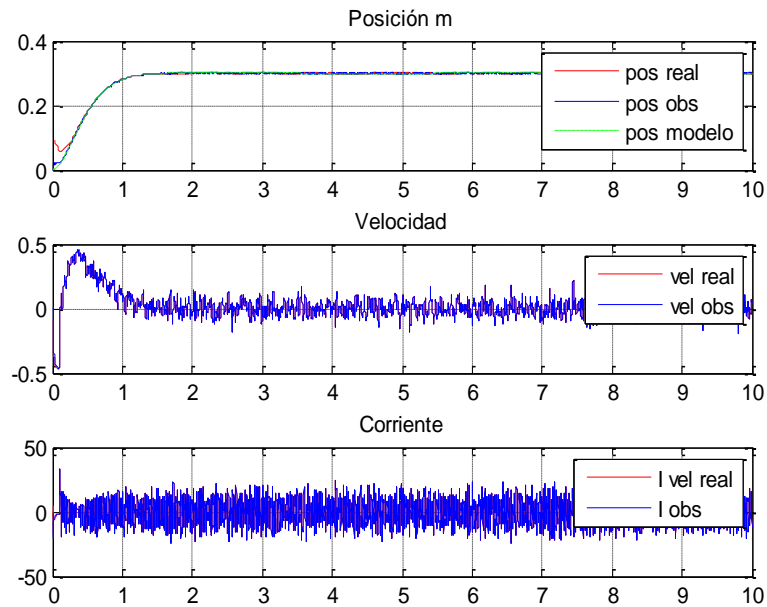 Posición m
0.4
0.2
0
pos real
pos obs
pos modelo
0 1 2 3 4 5 6 7 8 9 10
Velocidad
0.5
0
-0.5
vel real
vel obs
0 1 2 3 4 5 6 7 8 9 10
Corriente
50
0
-50
I vel real
I obs
0 1 2 3 4 5 6 7 8 9 10